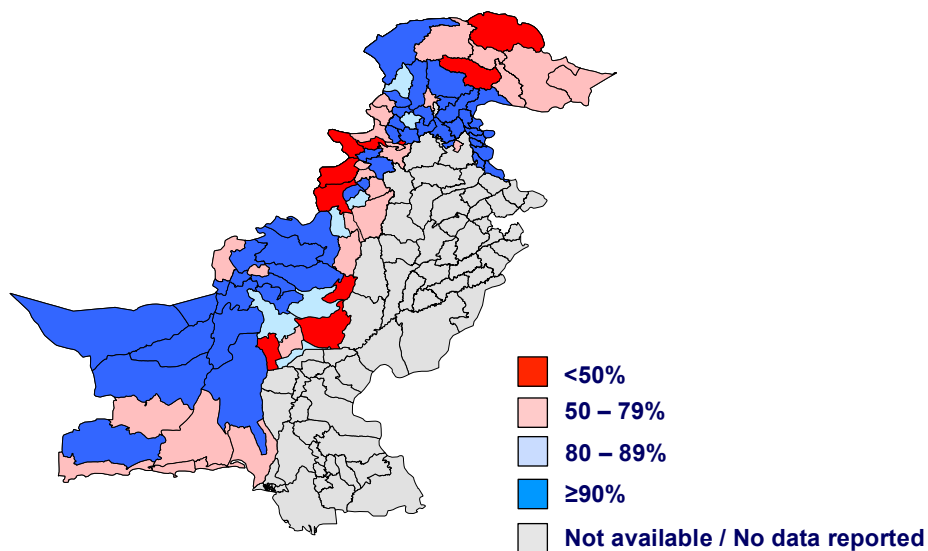 <50%
50 – 79%
80 – 89%
≥90%
Not available / No data reported